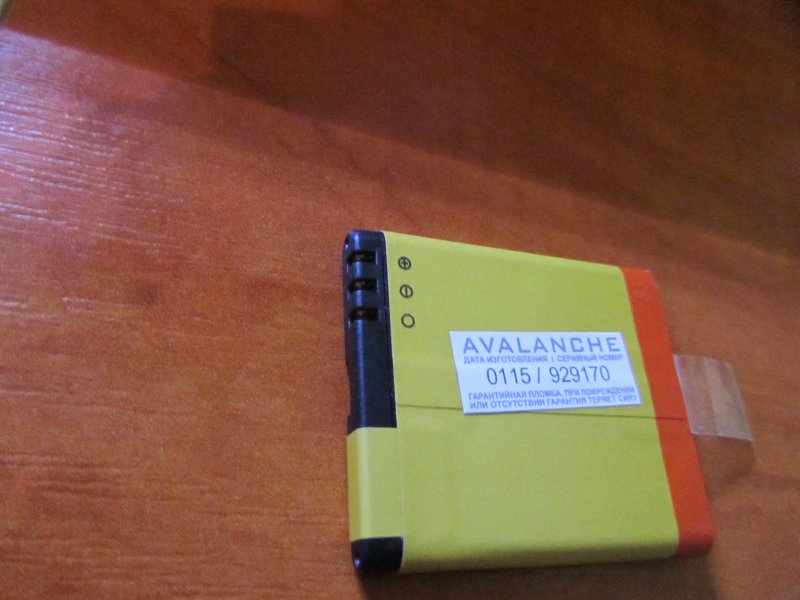 AVALANCHE
ДАТА ИЗГОТОВЛЕНИЯ / СЕРИЙНЫЙ НОМЕР
0115 / 929170
ГАРАНТИЙНАЯ ПЛОМБА, ПРИ ПОВРЕЖДЕНИИ
ИЛИ ОТСУТСТВИИ ГАРАНТИЯ ТЕРЯЕТ СИЛУ